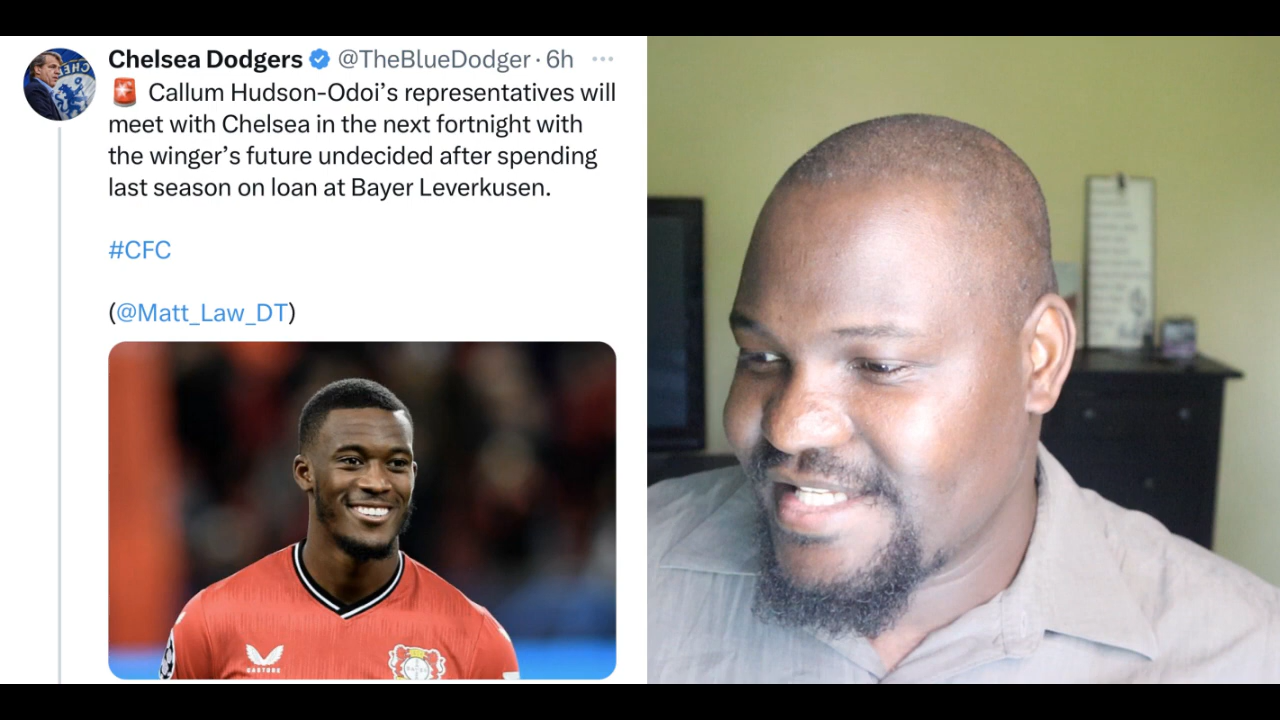 Chelsea Dodgers @TheBlueDodger · 6h
🚨 Callum Hudson-Odoi’s representatives will
meet with Chelsea in the next fortnight with
the winger’s future undecided after spending
last season on loan at Bayer Leverkusen.
#CFC
(@Matt_Law_DT)
CASTORE